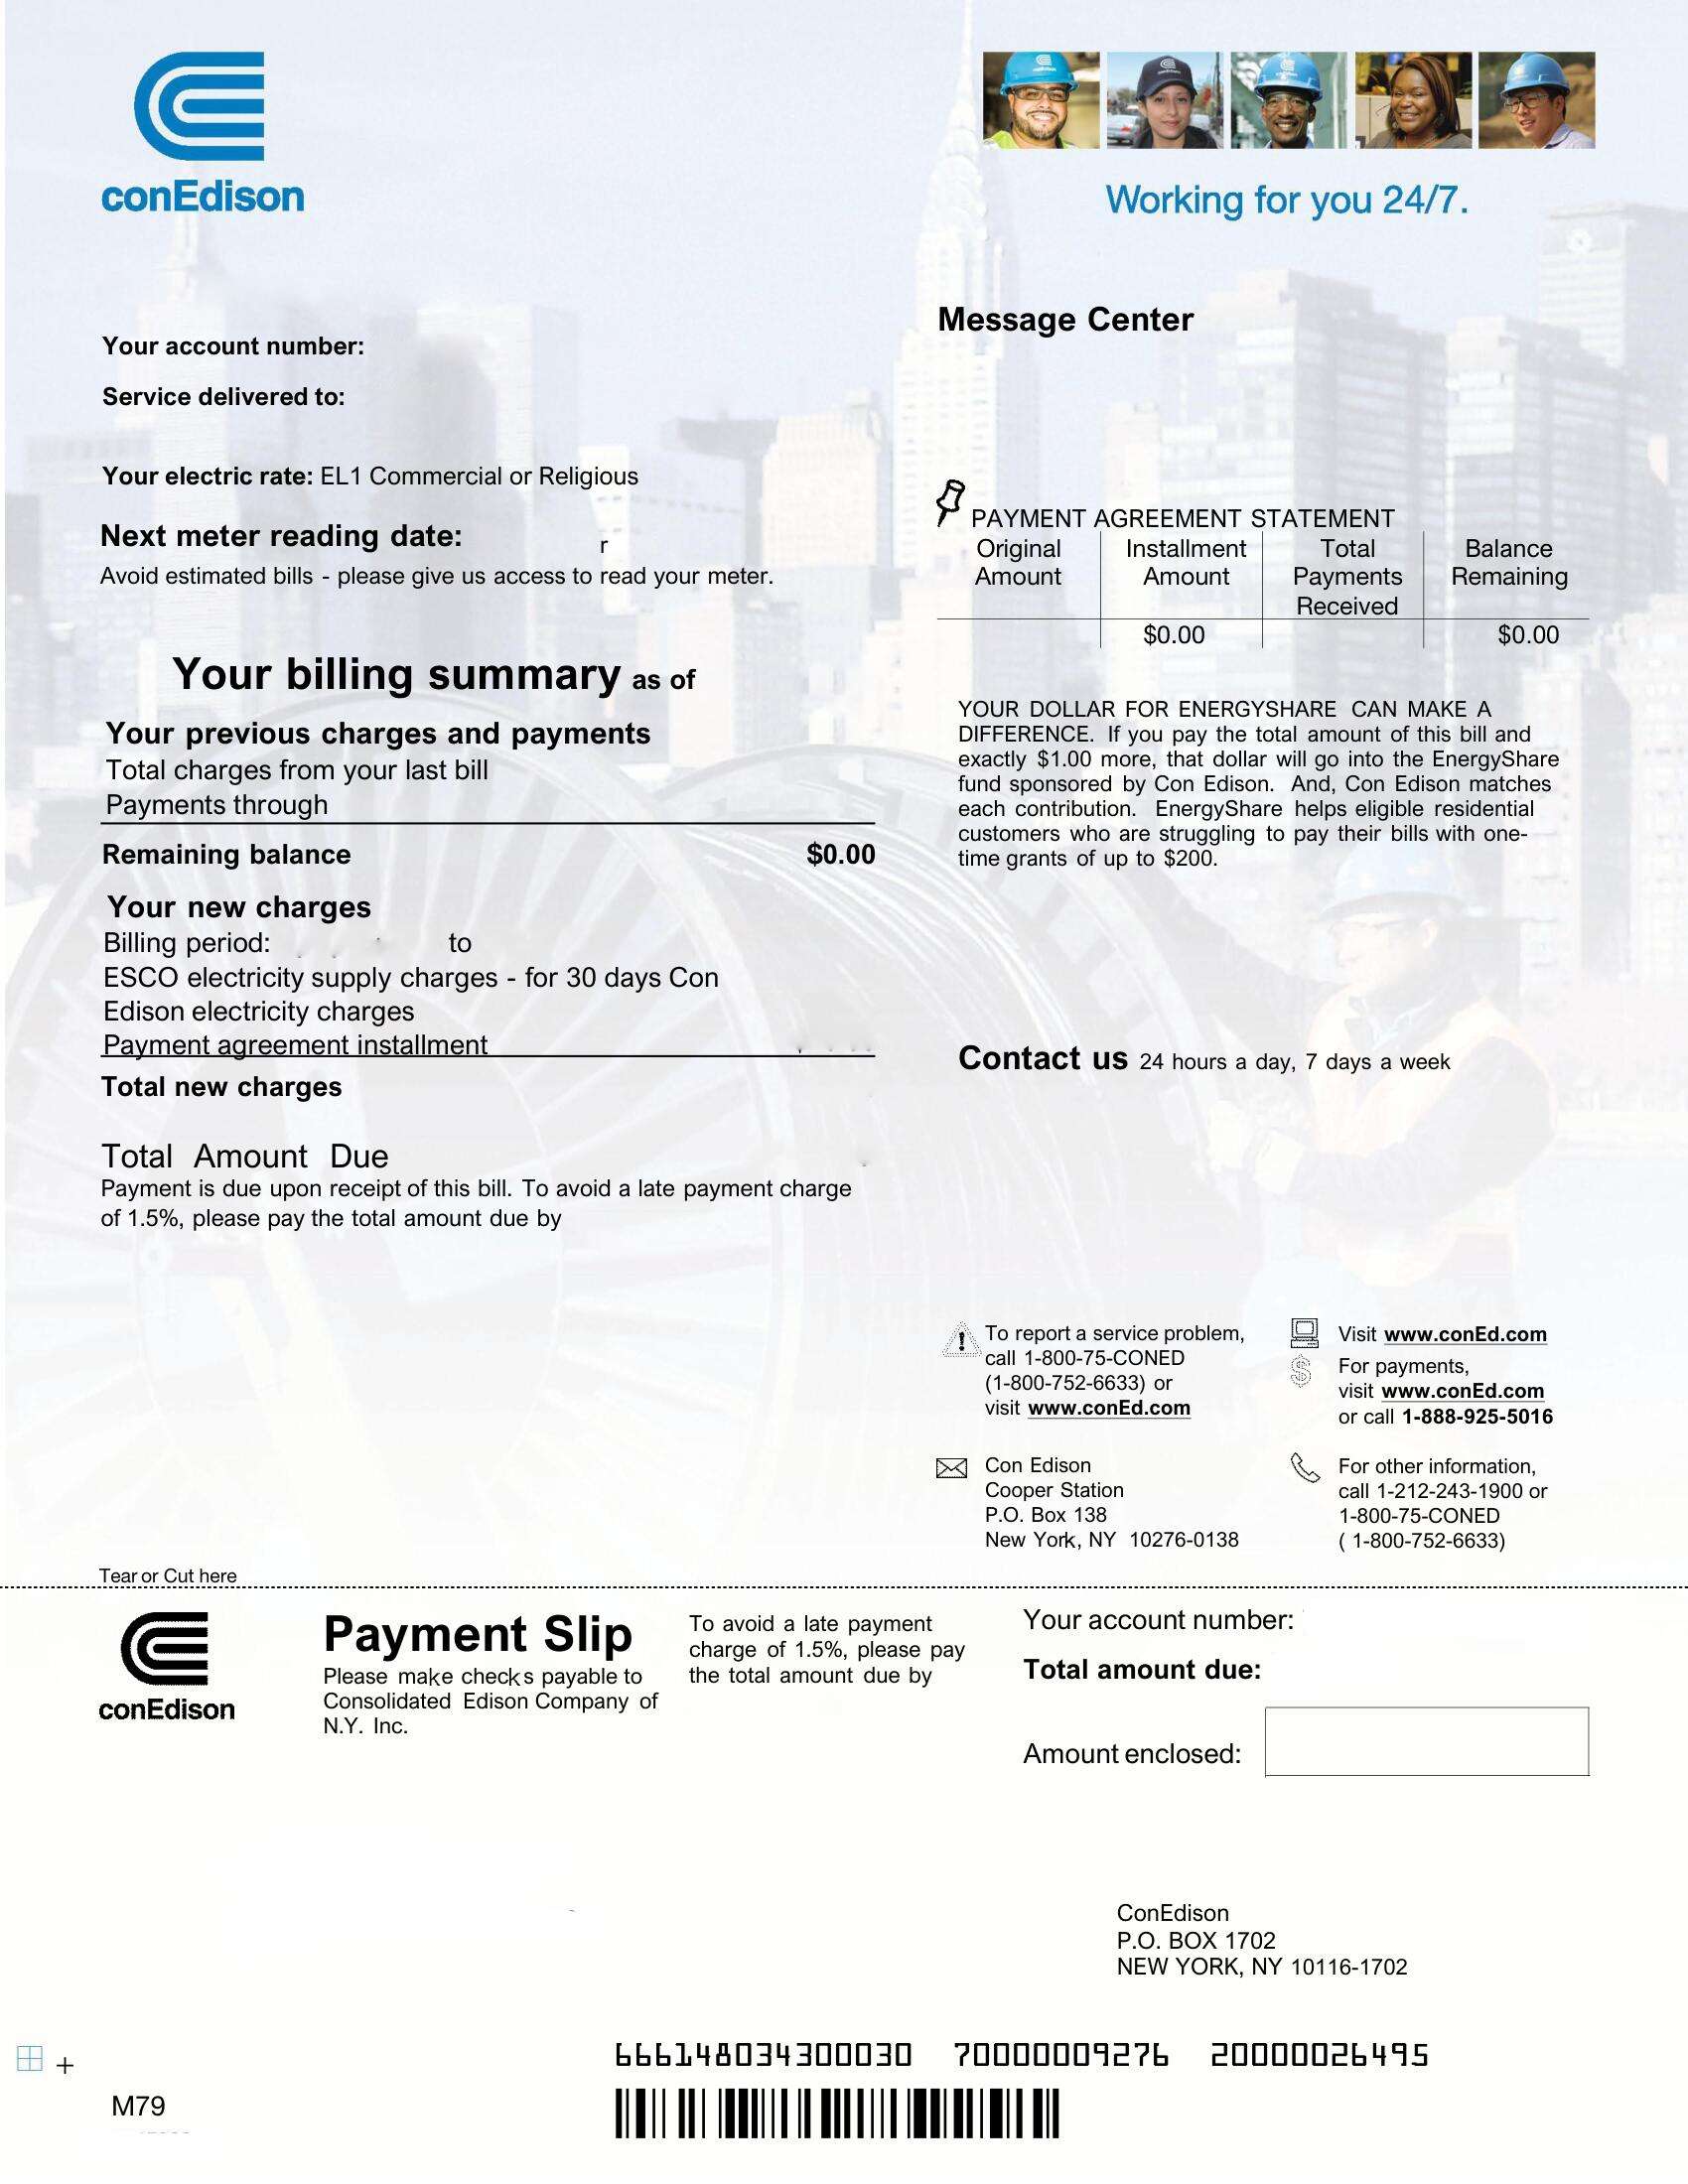 conEdison
Working for you 24/7.
Your account number:
Service delivered to:
Your electric rate: EL1 Commercial or Religious
Next meter reading date: r
Avoid estimated bills - please give us access to read your meter.
Your billing summary as of
Your previous charges and payments
Total charges from your last bill
Payments through
Remaining balance $0.00
Your new charges
Billing period: to
ESCO electricity supply charges - for 30 days Con
Edison electricity charges
Payment agreement installment
Total new charges
Total Amount Due
Payment is due upon receipt of this bill. To avoid a late payment charge
of 1.5%, please pay the total amount due by
Message Center
PAYMENT AGREEMENT STATEMENT
Original Installment Total Balance
Amount Amount Payments Remaining
Received
$0.00 $0.00
YOUR DOLLAR FOR ENERGYSHARE CAN MAKE A
DIFFERENCE. If you pay the total amount of this bill and
exactly $1.00 more, that dollar will go into the EnergyShare
fund sponsored by Con Edison. And, Con Edison matches
each contribution. EnergyShare helps eligible residential
customers who are struggling to pay their bills with one-
time grants of up to $200.
Contact us 24 hours a day, 7 days a week
To report a service problem,
call 1-800-75-CONED
(1-800-752-6633) or
visit www.conEd.com
Visit www.conEd.com
For payments,
visit www.conEd.com
or call 1-888-925-5016
Con Edison
Cooper Station
P.O. Box 138
New York, NY 10276-0138
For other information,
call 1-212-243-1900 or
1-800-75-CONED
( 1-800-752-6633)
Tear or Cut here
conEdison
Payment Slip
Please make checks payable to
Consolidated Edison Company of
N.Y. Inc.
To avoid a late payment
charge of 1.5%, please pay
the total amount due by
Your account number:
Total amount due:
Amount enclosed:
ConEdison
P.O. BOX 1702
NEW YORK, NY 10116-1702
666148034300030 70000009276 20000026495
M79